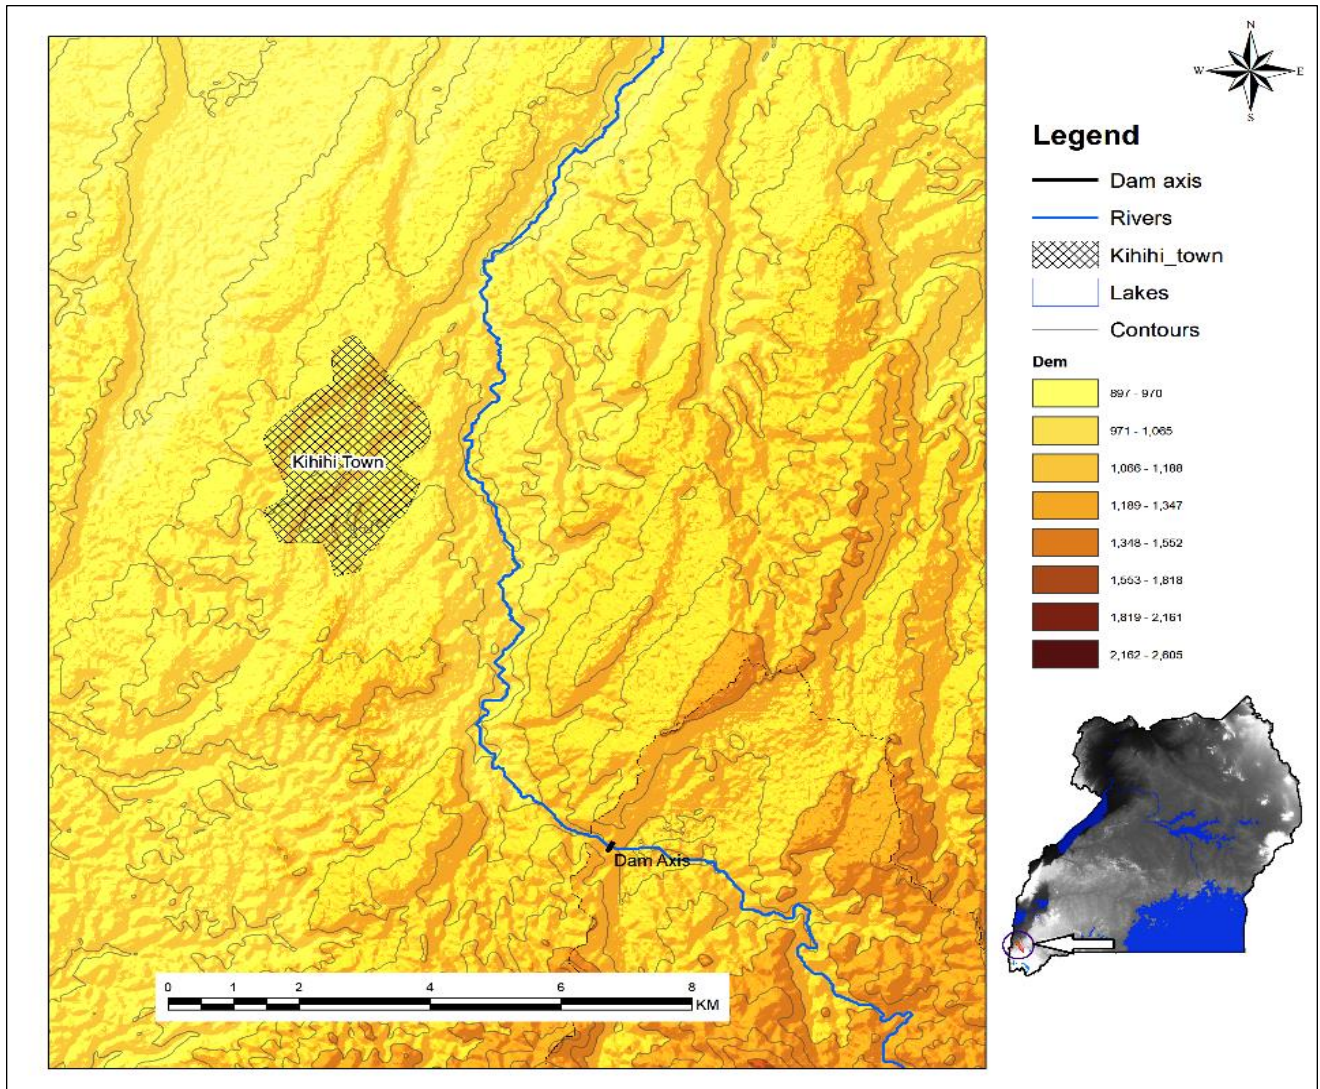 N
W
E
S
Legend
Dam axis
Rivers
Kihihi_town
Lakes
Contours
Dem
897 - 970
971 - 1,065
1,066 - 1,188
1,189 - 1,347
1,348 - 1,552
1,553 - 1,818
1,819 - 2,161
2,162 - 2,605
Kihihi Town
Dam Axis
0 1 2 4 6 8
KM